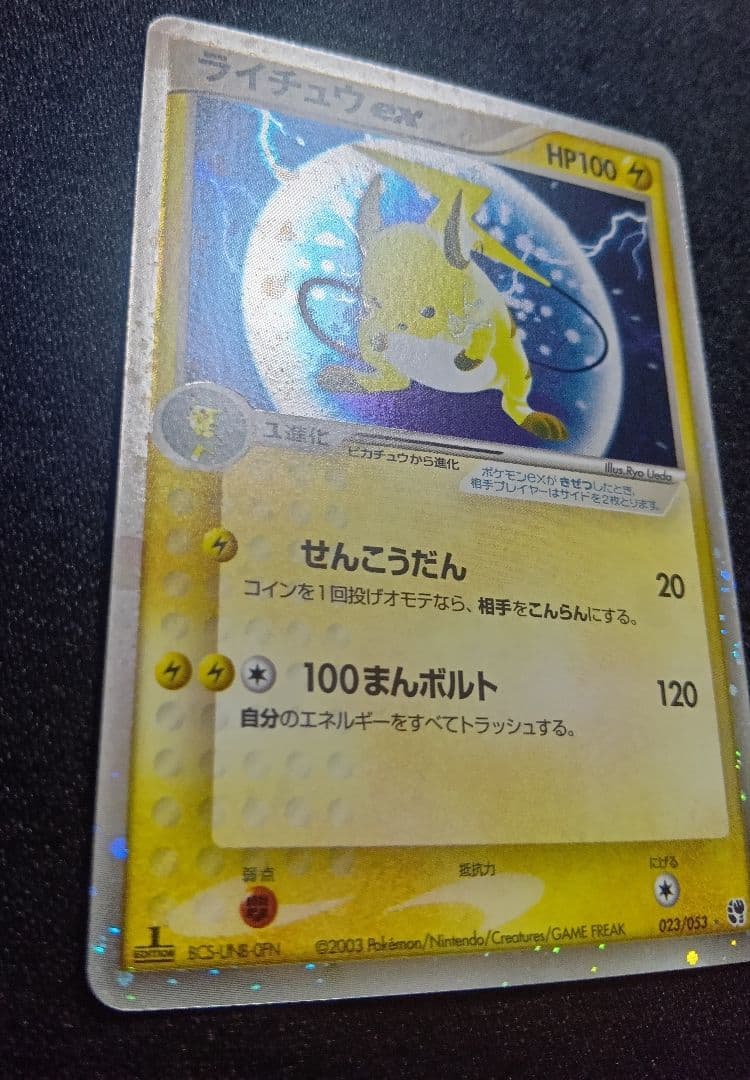 ライチュウex
HP100
1進化
ピカチュウから進化
Illus.Ryo Ueda
ポケモンexが きぜつしたとき、
相手プレイヤーはサイドを2枚とります。
せんこうだん
20
コインを1回投げオモテなら、相手をこんらんにする。
100まんボルト
120
自分のエネルギーをすべてトラッシュする。
弱点
抵抗力
にげる
1
EDITION
BCS-UNB-0FN
©2003 Pokémon/Nintendo/Creatures/GAME FREAK
023/053